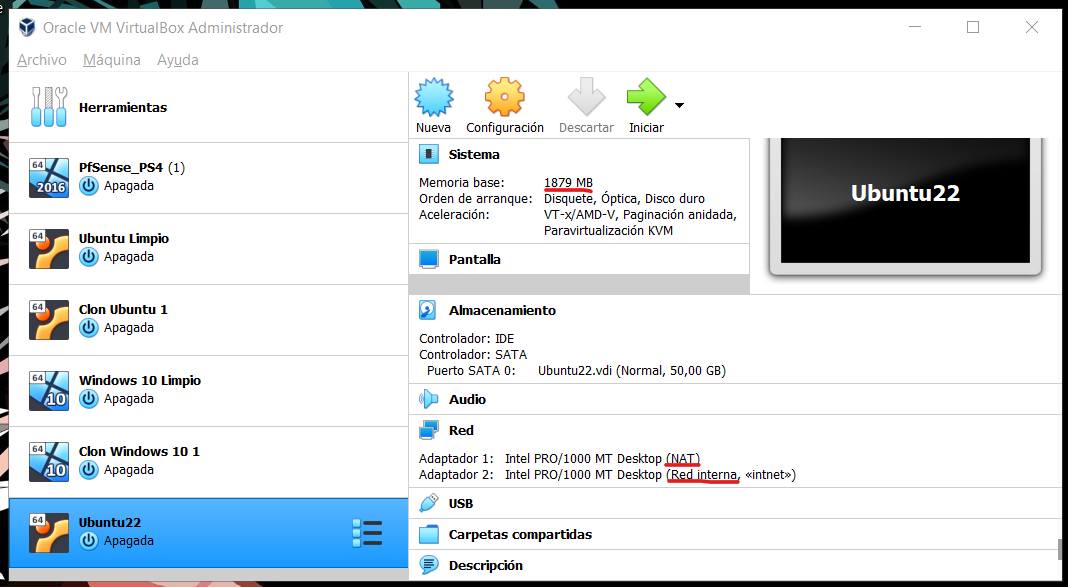 Oracle VM VirtualBox Administrador
Archivo Máquina Ayuda
Herramientas
64
2016
PfSense_PS4 (1)
Apagada
64
Ubuntu Limpio
Apagada
64
Clon Ubuntu 1
Apagada
64
10
Windows 10 Limpio
Apagada
64
10
Clon Windows 10 1
Apagada
64
Ubuntu22
Apagada
Nueva Configuración Descartar Iniciar
Sistema
Memoria base: 1879 MB
Orden de arranque: Disquete, Óptica, Disco duro
Aceleración: VT-x/AMD-V, Paginación anidada,
Paravirtualización KVM
Pantalla
Ubuntu22
Almacenamiento
Controlador: IDE
Controlador: SATA
Puerto SATA 0: Ubuntu22.vdi (Normal, 50,00 GB)
Audio
Red
Adaptador 1: Intel PRO/1000 MT Desktop (NAT)
Adaptador 2: Intel PRO/1000 MT Desktop (Red interna, «intnet»)
USB
Carpetas compartidas
Descripción